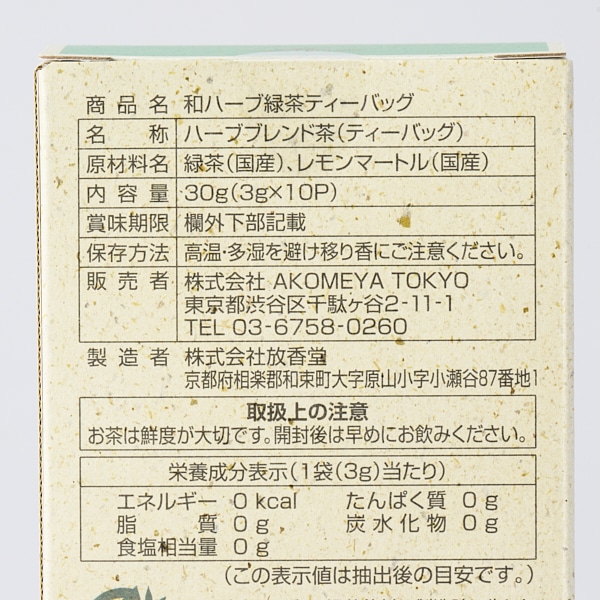 商品名 和ハーブ緑茶ティーバッグ
名称 ハーブブレンド茶(ティーバッグ)
原材料名 緑茶(国産)、レモンマートル(国産)
内容量 30g(3g×10P)
賞味期限 欄外下部記載
保存方法 高温・多湿を避け移り香にご注意ください。
販売者 株式会社 AKOMEYA TOKYO
東京都渋谷区千駄ヶ谷2-11-1
TEL 03-6758-0260
製造者 株式会社放香堂
京都府相楽郡和束町大字原山小字小瀬谷87番地1
取扱上の注意
お茶は鮮度が大切です。開封後は早めにお飲みください。
栄養成分表示(1袋(3g)当たり)
エネルギー 0 kcal たんぱく質 0 g
脂質 0 g 炭水化物 0 g
食塩相当量 0 g
(この表示値は抽出後の目安です。)